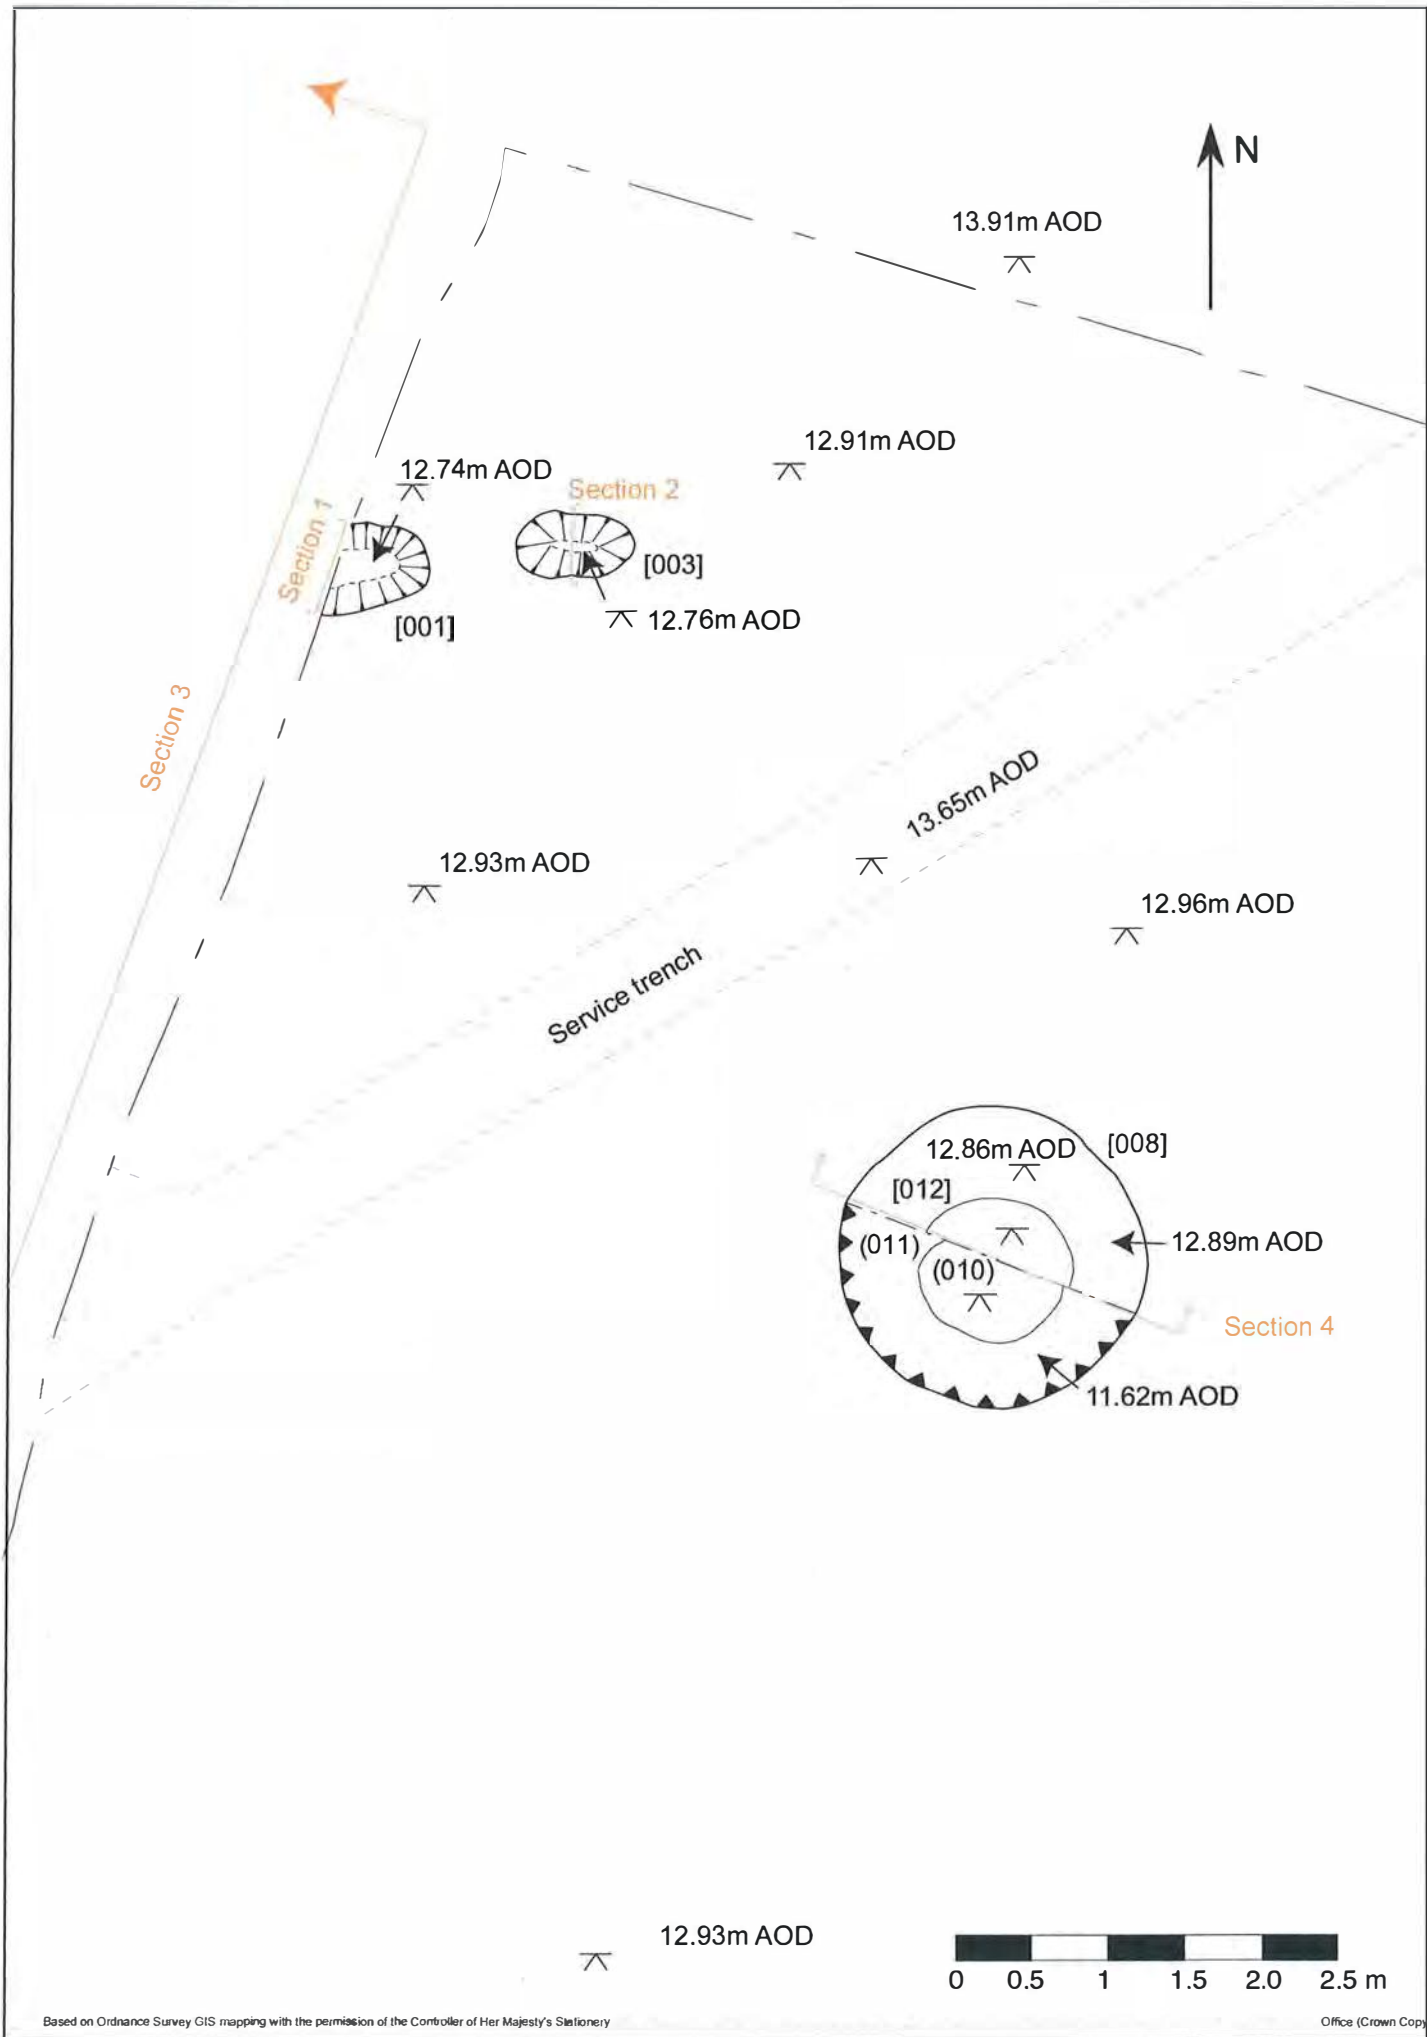 N
13.91m AOD
12.91m AOD
12.74m AOD
Section 2
Section 1
[003]
[001]
12.76m AOD
Section 3
13.65m AOD
12.93m AOD
12.96m AOD
Service trench
12.86m AOD
[008]
[012]
(011)
12.89m AOD
(010)
Section 4
11.62m AOD
12.93m AOD
0 0.5 1 1.5 2.0 2.5 m
Based on Ordnance Survey GIS mapping with the permission of the Controller of Her Majesty's Stationery
Office (Crown Cop